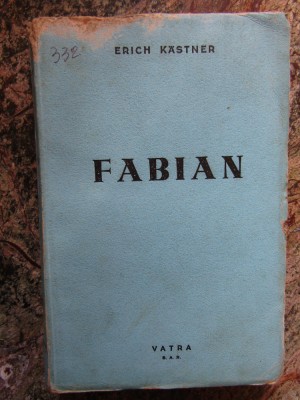 332
ERICH KÄSTNER
FABIAN
VATRA
S.A.R.